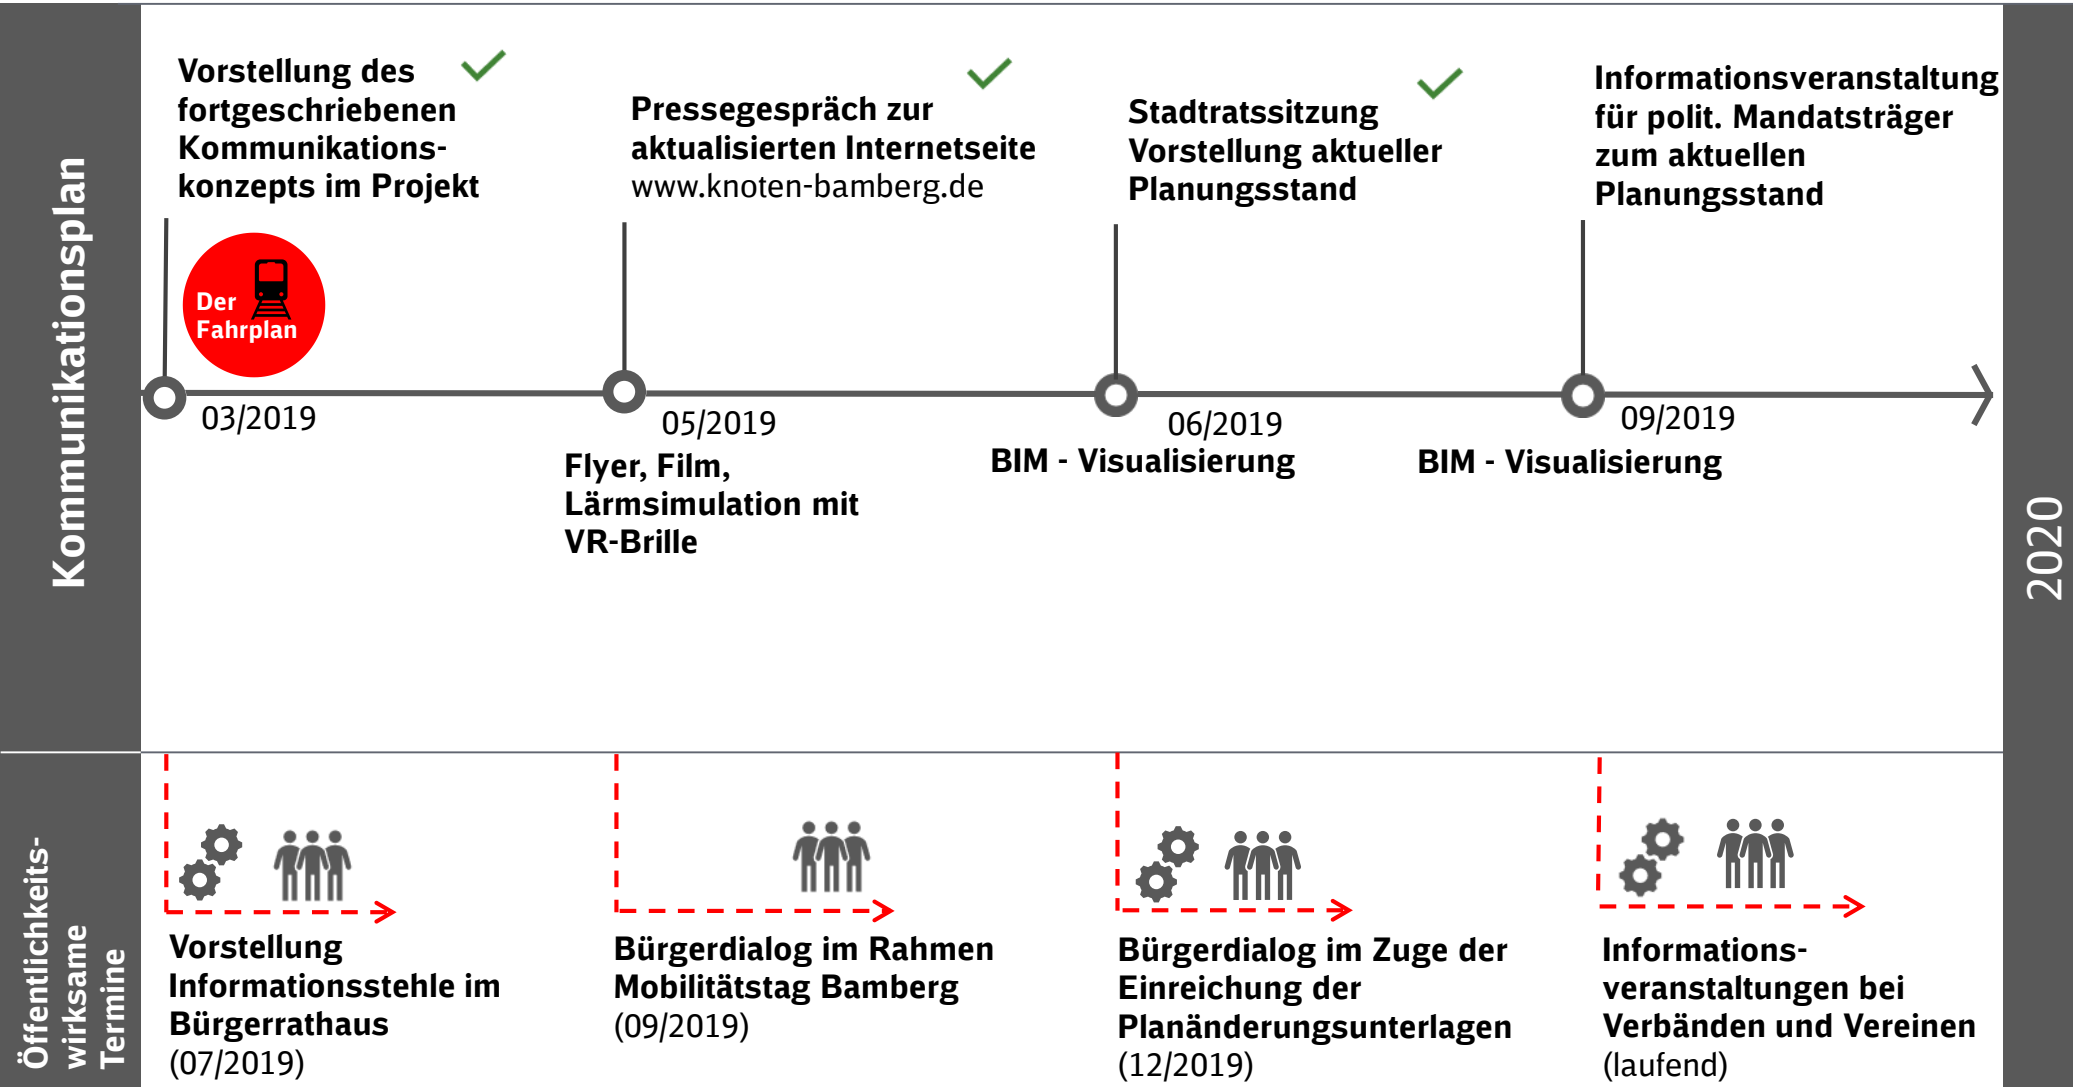 Kommunikationsplan
Vorstellung des
fortgeschriebenen
Kommunikations-
konzepts im Projekt
Pressegespräch zur
aktualisierten Internetseite
www.knoten-bamberg.de
Stadtratssitzung
Vorstellung aktueller
Planungsstand
Informationsveranstaltung
für polit. Mandatsträger
zum aktuellen
Planungsstand
Der
Fahrplan
03/2019
05/2019
Flyer, Film,
Lärmsimulation mit
VR-Brille
06/2019
BIM - Visualisierung
09/2019
BIM - Visualisierung
2020
Öffentlichkeits-
wirksame
Termine
Vorstellung
Informationsstehle im
Bürgerrathaus
(07/2019)
Bürgerdialog im Rahmen
Mobilitätstag Bamberg
(09/2019)
Bürgerdialog im Zuge der
Einreichung der
Planänderungsunterlagen
(12/2019)
Informations-
veranstaltungen bei
Verbänden und Vereinen
(laufend)